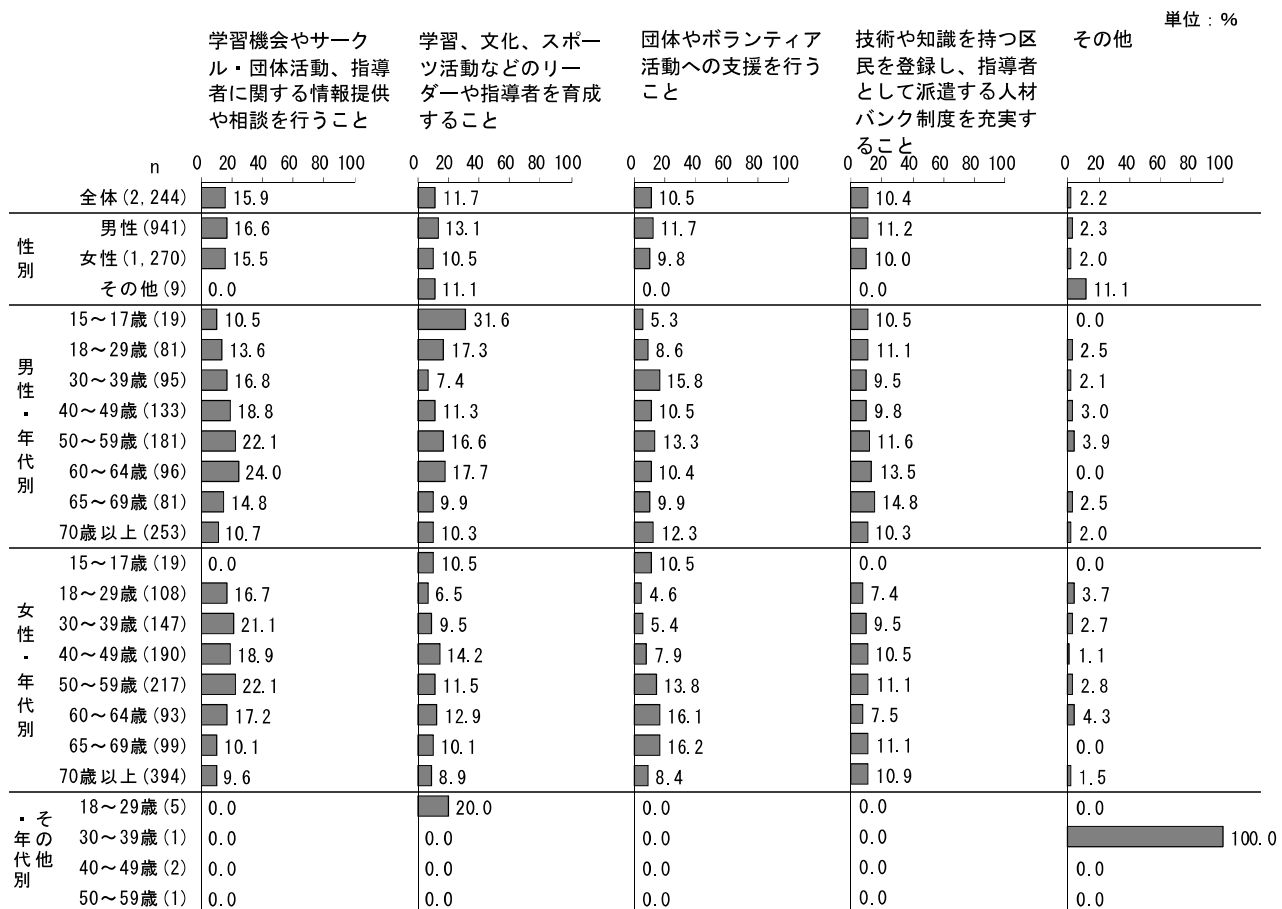 単位：%
学習機会やサーク
ル・団体活動、指導
者に関する情報提供
や相談を行うこと
学習、文化、スポー
ツ活動などのリー
ダーや指導者を育成
すること
団体やボランティア
活動への支援を行う
こと
技術や知識を持つ区
民を登録し、指導者
として派遣する人材
バンク制度を充実す
ること
その他
n 0 20 40 60 80 100 0 20 40 60 80 100 0 20 40 60 80 100 0 20 40 60 80 100 0 20 40 60 80 100
全体(2,244) 15.9 11.7 10.5 10.4 2.2
性別
男性(941) 16.6 13.1 11.7 11.2 2.3
女性(1,270) 15.5 10.5 9.8 10.0 2.0
その他(9) 0.0 11.1 0.0 0.0 11.1
男性・年代別
15～17歳(19) 10.5 31.6 5.3 10.5 0.0
18～29歳(81) 13.6 17.3 8.6 11.1 2.5
30～39歳(95) 16.8 7.4 15.8 9.5 2.1
40～49歳(133) 18.8 11.3 10.5 9.8 3.0
50～59歳(181) 22.1 16.6 13.3 11.6 3.9
60～64歳(96) 24.0 17.7 10.4 13.5 0.0
65～69歳(81) 14.8 9.9 9.9 14.8 2.5
70歳以上(253) 10.7 10.3 12.3 10.3 2.0
女性・年代別
15～17歳(19) 0.0 10.5 10.5 0.0 0.0
18～29歳(108) 16.7 6.5 4.6 7.4 3.7
30～39歳(147) 21.1 9.5 5.4 9.5 2.7
40～49歳(190) 18.9 14.2 7.9 10.5 1.1
50～59歳(217) 22.1 11.5 13.8 11.1 2.8
60～64歳(93) 17.2 12.9 16.1 7.5 4.3
65～69歳(99) 10.1 10.1 16.2 11.1 0.0
70歳以上(394) 9.6 8.9 8.4 10.9 1.5
その他・年代別
18～29歳(5) 0.0 20.0 0.0 0.0 0.0
30～39歳(1) 0.0 0.0 0.0 0.0 100.0
40～49歳(2) 0.0 0.0 0.0 0.0 0.0
50～59歳(1) 0.0 0.0 0.0 0.0 0.0